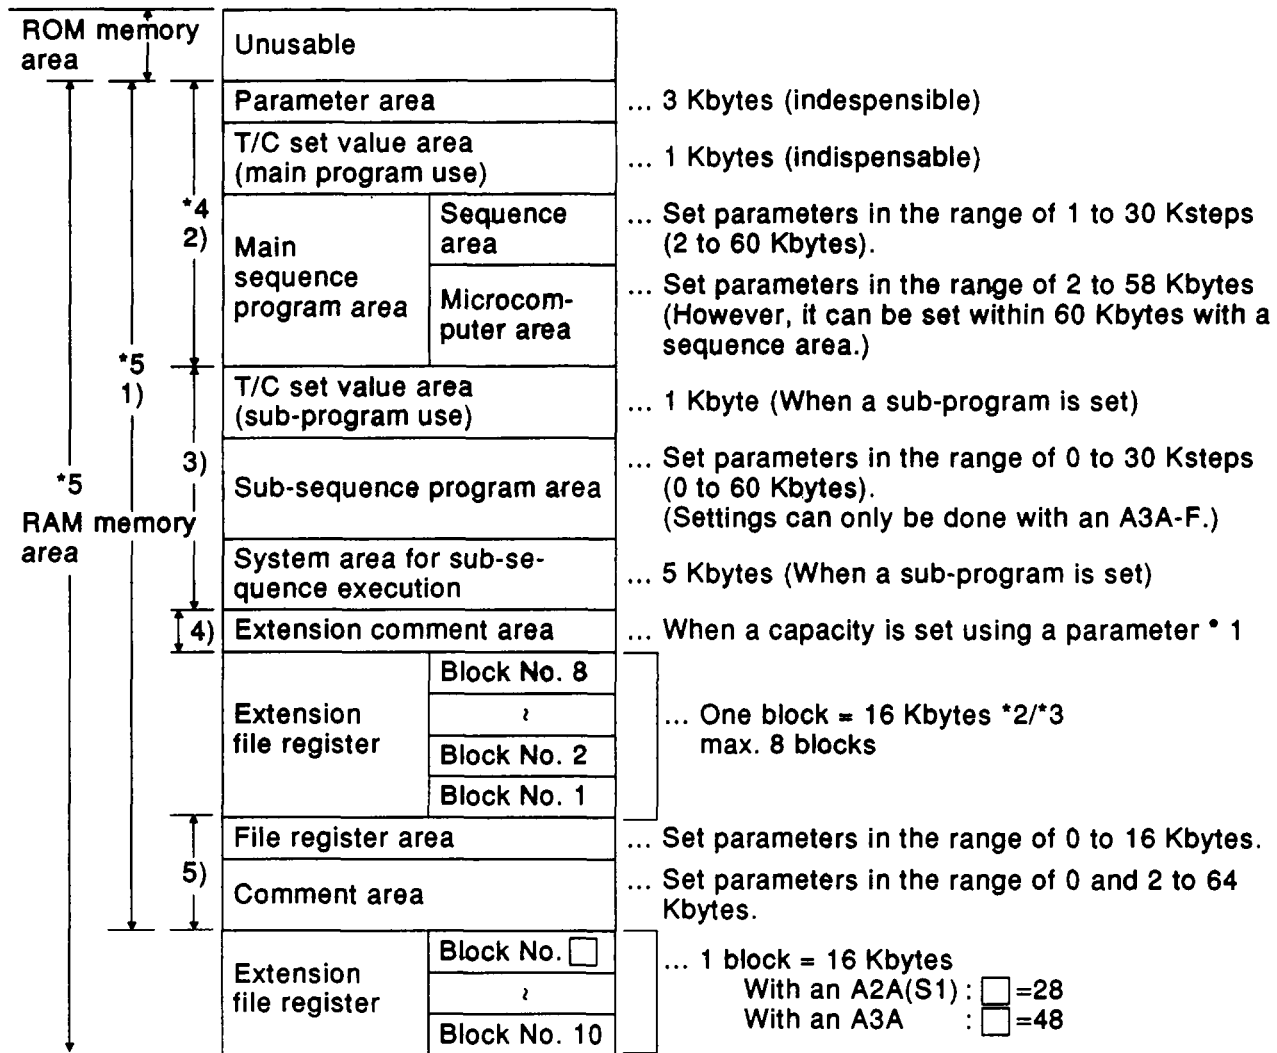 ROM memory
area
Unusable
Parameter area
... 3 Kbytes (indespensible)
T/C set value area
(main program use)
... 1 Kbytes (indispensable)
*4
2)
Main
sequence
program area
Sequence
area
... Set parameters in the range of 1 to 30 Ksteps
(2 to 60 Kbytes).
Microcom-
puter area
... Set parameters in the range of 2 to 58 Kbytes
(However, it can be set within 60 Kbytes with a
sequence area.)
*5
1)
T/C set value area
(sub-program use)
... 1 Kbyte (When a sub-program is set)
3)
*5
RAM memory
area
Sub-sequence program area
... Set parameters in the range of 0 to 30 Ksteps
(0 to 60 Kbytes).
(Settings can only be done with an A3A-F.)
System area for sub-se-
quence execution
... 5 Kbytes (When a sub-program is set)
4)
Extension comment area
... When a capacity is set using a parameter * 1
Extension
file register
Block No. 8
≀
Block No. 2
Block No. 1
... One block = 16 Kbytes *2/*3
max. 8 blocks
5)
File register area
... Set parameters in the range of 0 to 16 Kbytes.
Comment area
... Set parameters in the range of 0 and 2 to 64
Kbytes.
Extension
file register
Block No. □
≀
Block No. 10
... 1 block = 16 Kbytes
With an A2A(S1) : □=28
With an A3A : □=48